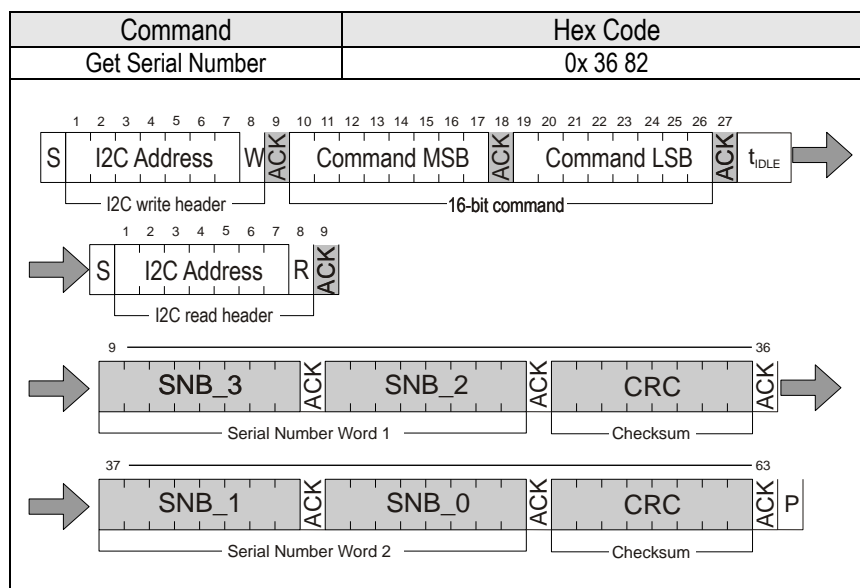 Command Hex Code
Get Serial Number 0x 36 82
1 2 3 4 5 6 7 8 9 10 11 12 13 14 15 16 17 18 19 20 21 22 23 24 25 26 27
S I2C Address W ACK Command MSB ACK Command LSB ACK tIDLE
I2C write header 16-bit command
1 2 3 4 5 6 7 8 9
S I2C Address R ACK
I2C read header
9 36
SNB_3 ACK SNB_2 ACK CRC ACK
Serial Number Word 1 Checksum
37 63
SNB_1 ACK SNB_0 ACK CRC ACK P
Serial Number Word 2 Checksum